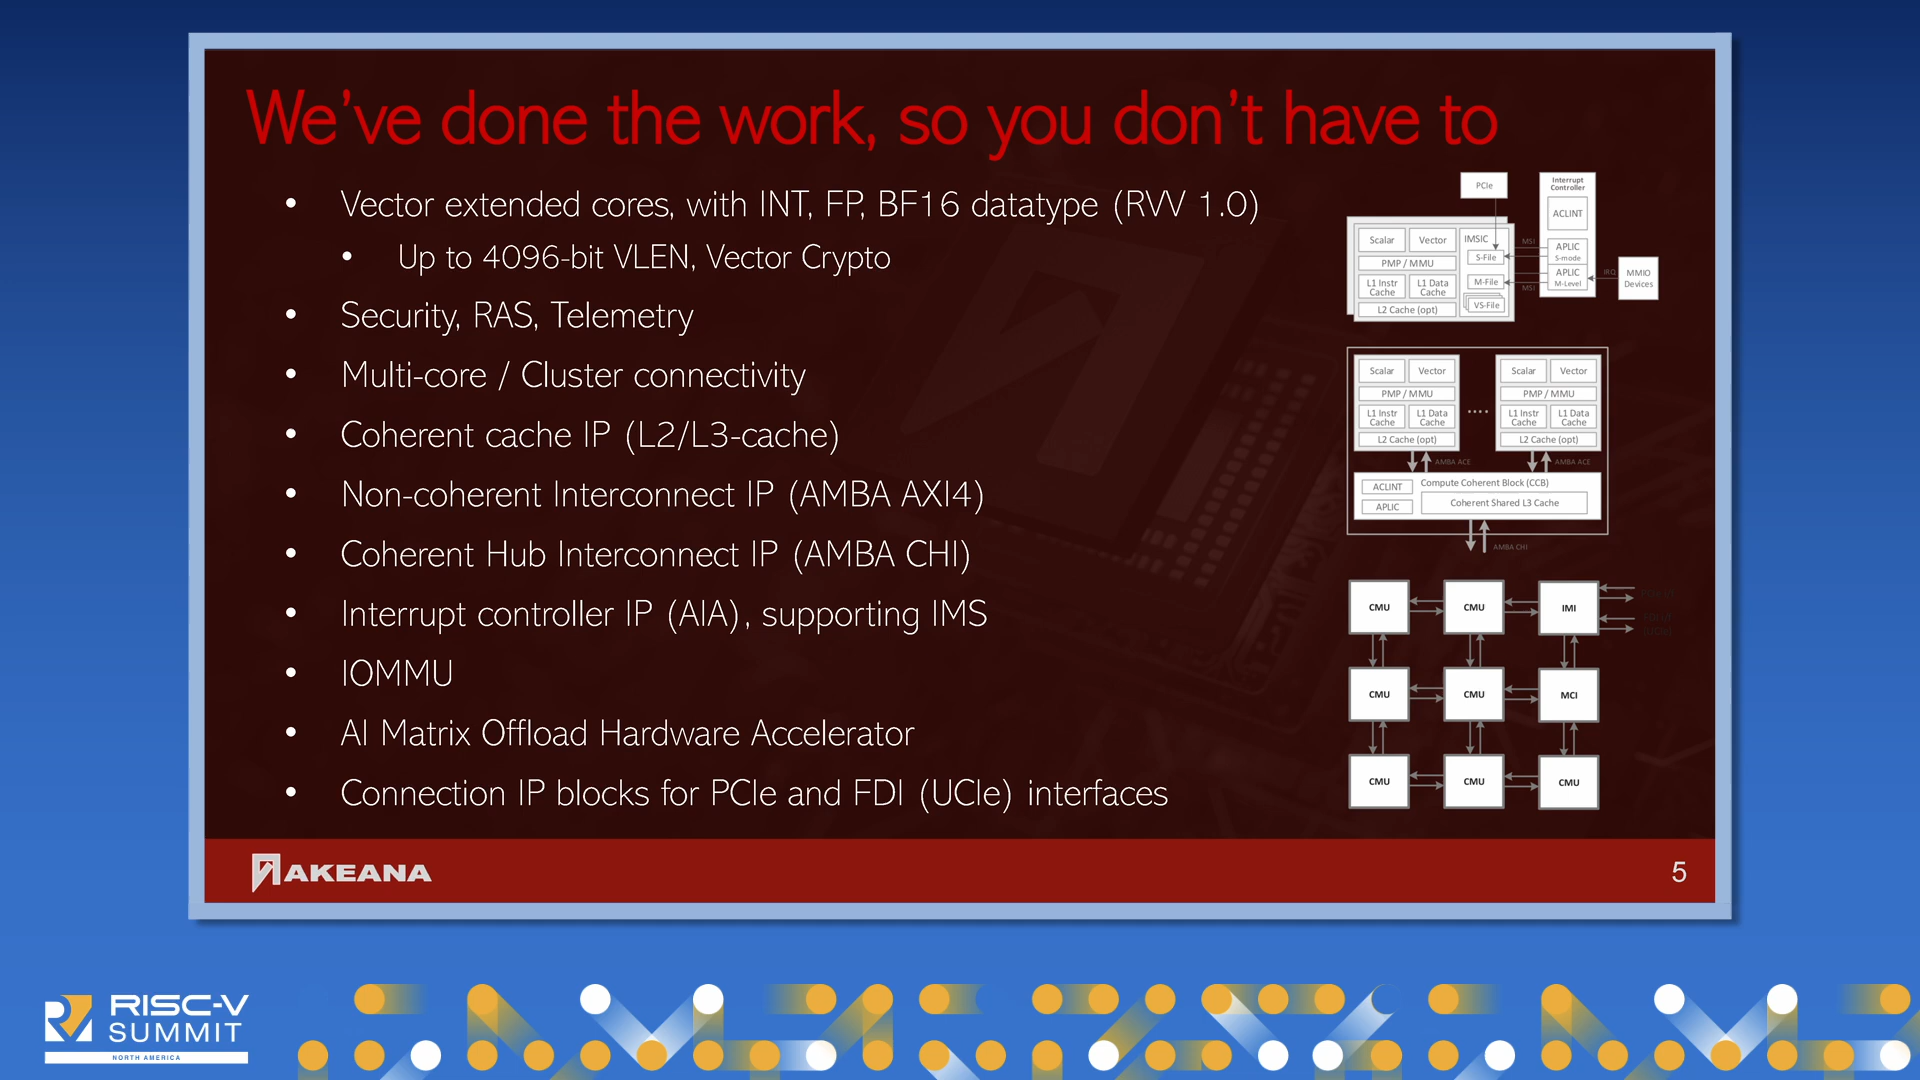 We've done the work, so you don't have to
• Vector extended cores, with INT, FP, BF16 datatype (RVV 1.0)
• Up to 4096-bit VLEN, Vector Crypto
• Security, RAS, Telemetry
• Multi-core / Cluster connectivity
• Coherent cache IP (L2/L3-cache)
• Non-coherent Interconnect IP (AMBA AXI4)
• Coherent Hub Interconnect IP (AMBA CHI)
• Interrupt controller IP (AIA), supporting IMS
• IOMMU
• AI Matrix Offload Hardware Accelerator
• Connection IP blocks for PCIe and FDI (UCIe) interfaces
PCIe
Interrupt
Controller
ACLINT
Scalar
Vector
IMSIC
PMP / MMU
S-File
L1 Instr
Cache
L1 Data
Cache
M-File
L2 Cache (opt)
VS-File
MSI
MSI
APLIC
S-mode
APLIC
M-Level
IRQ
MMIO
Devices
Scalar
Vector
PMP / MMU
L1 Instr
Cache
L1 Data
Cache
L2 Cache (opt)
Scalar
Vector
PMP / MMU
L1 Instr
Cache
L1 Data
Cache
L2 Cache (opt)
AMBA ACE
AMBA ACE
ACLINT
Compute Coherent Block (CCB)
APLIC
Coherent Shared L3 Cache
AMBA CHI
CMU
CMU
IMI
CMU
CMU
MCI
CMU
CMU
CMU
AKEANA
5
RISC-V
SUMMIT
NORTH AMERICA